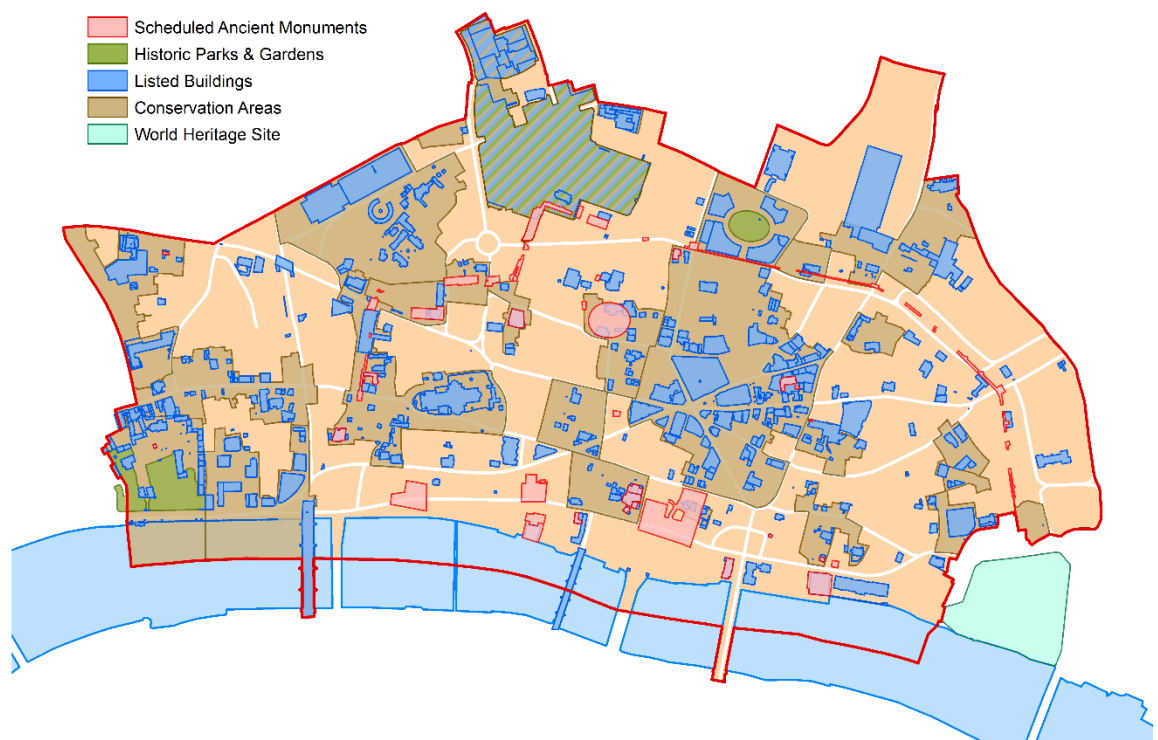 Scheduled Ancient Monuments
Historic Parks & Gardens
Listed Buildings
Conservation Areas
World Heritage Site